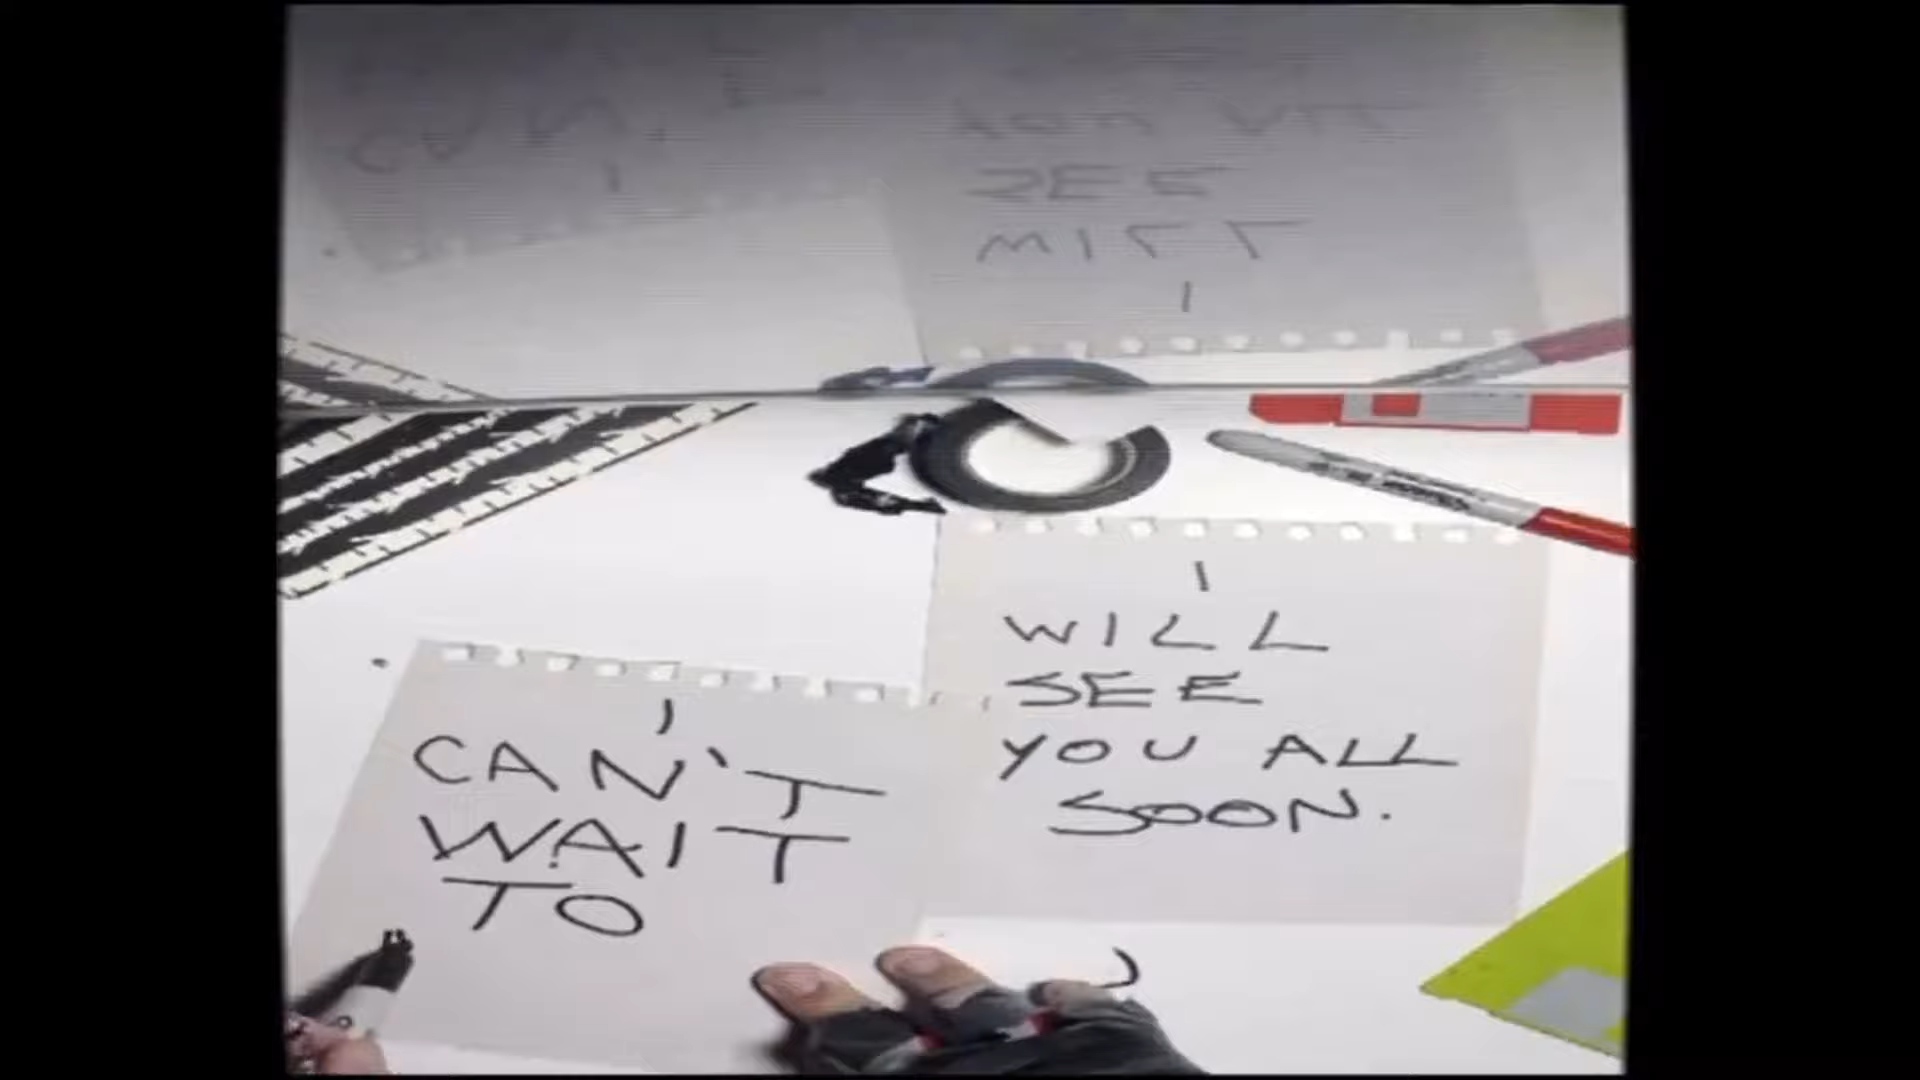 I
CAN'T
WAIT
TO
I
WILL
SEE
YOU ALL
SOON.